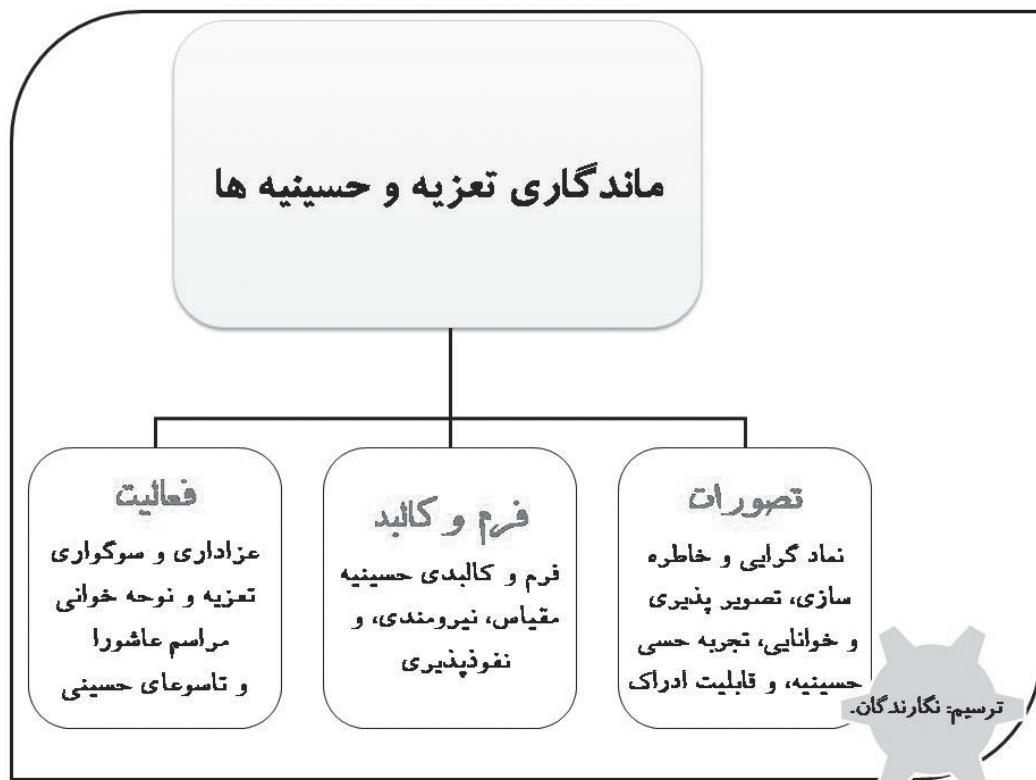 ماندگاری تعزیه و حسینیه ها
تصورات
نماد گرایی و خاطره
سازی، تصویر پذیری
و خوانایی، تجربه حسی
حسینیه، و قابلیت ادراک
فرم و کالبد
فرم و کالبدی حسینیه
مقیاس، نیرومندی، و
نفوذپذیری
فعالیت
عزاداری و سوگواری
تعزیه و نوحه خوانی
مراسم عاشورا
و تاسوعای حسینی
ترسیم: نگارندگان.